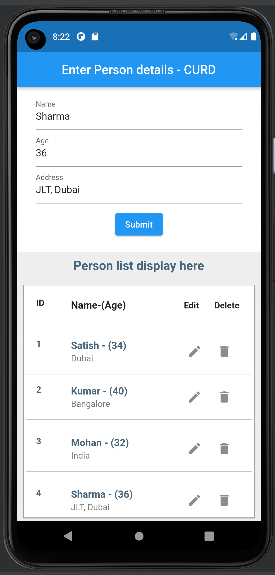 8:22
Enter Person details - CURD
Name
Sharma
Age
36
Address
JLT, Dubai
Submit
Person list display here
ID Name-(Age) Edit Delete
1 Satish - (34)
Dubai
2 Kumar - (40)
Bangalore
3 Mohan - (32)
India
4 Sharma - (36)
JLT, Dubai